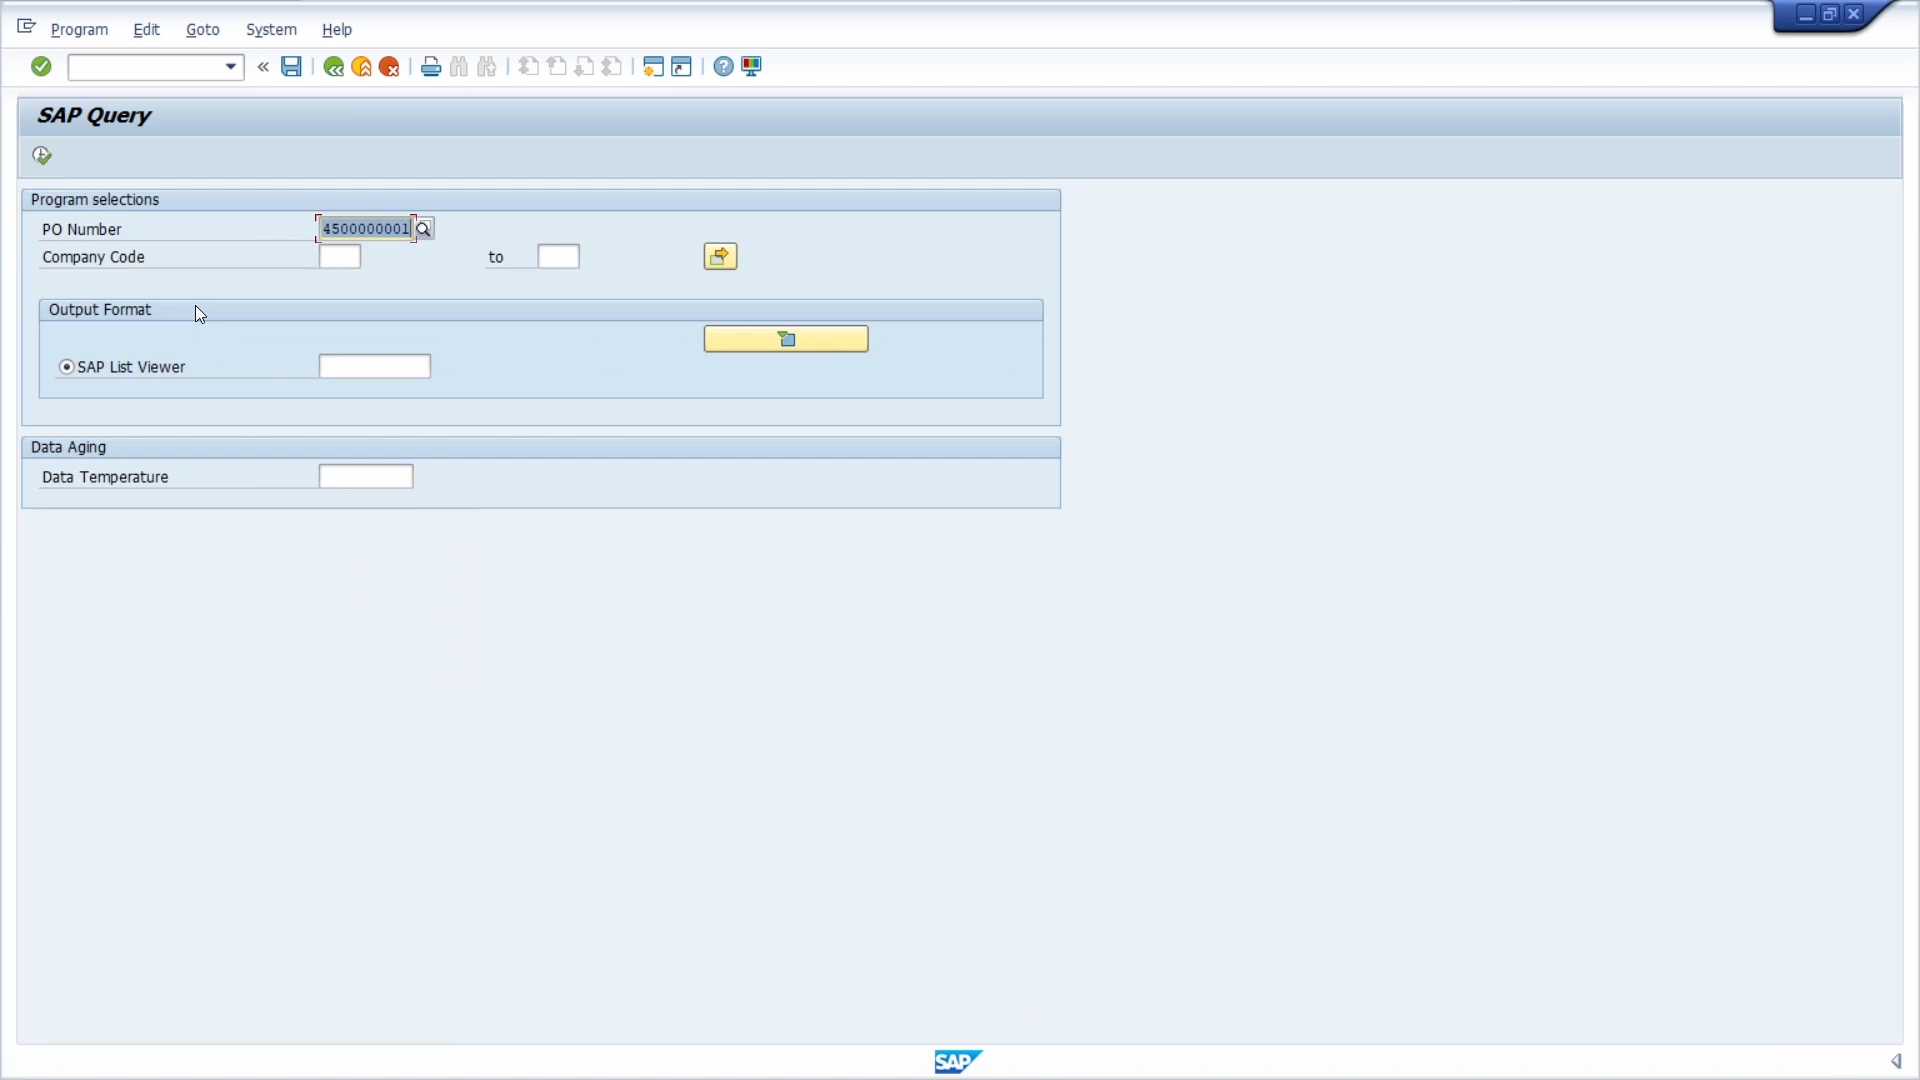 Program Edit Goto System Help
SAP Query
Program selections
PO Number 4500000001
Company Code to
Output Format
SAP List Viewer
Data Aging
Data Temperature
SAP